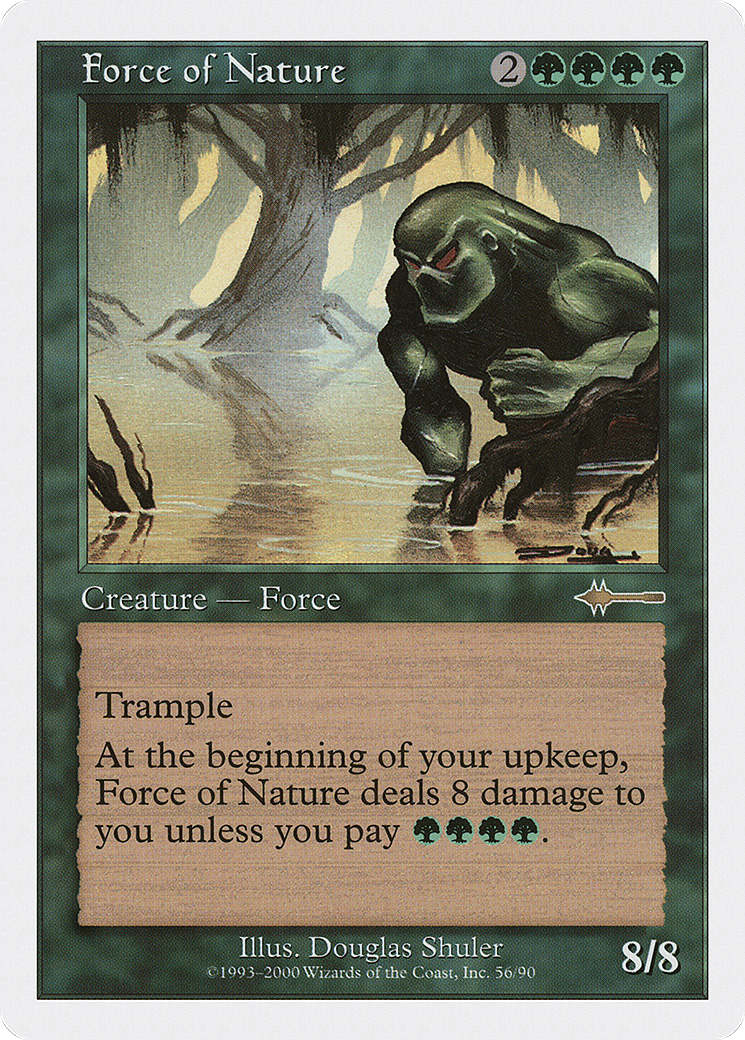 Force of Nature 2
Creature — Force
Trample
At the beginning of your upkeep,
Force of Nature deals 8 damage to
you unless you pay .
Illus. Douglas Shuler
©1993–2000 Wizards of the Coast, Inc. 56/90
8/8